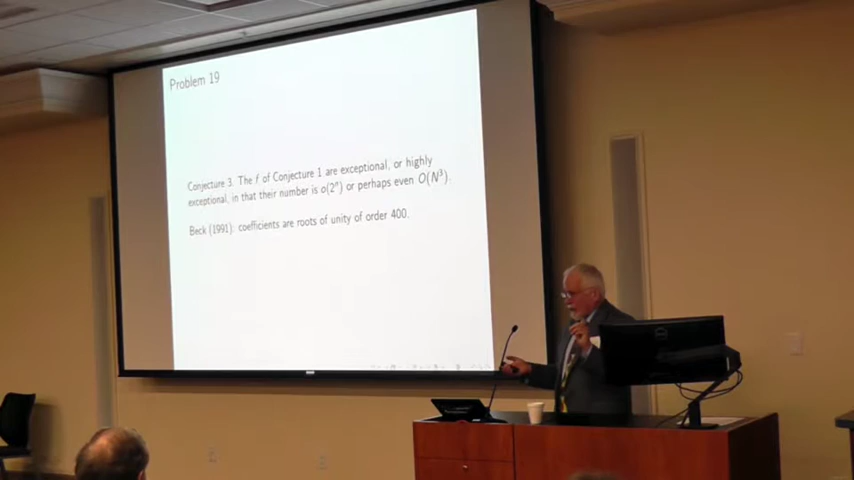 Problem 19
Conjecture 3. The f of Conjecture 1 are exceptional, or highly
exceptional, in that their number is o(2ⁿ) or perhaps even O(N³).
Beck (1991): coefficients are roots of unity of order 400.